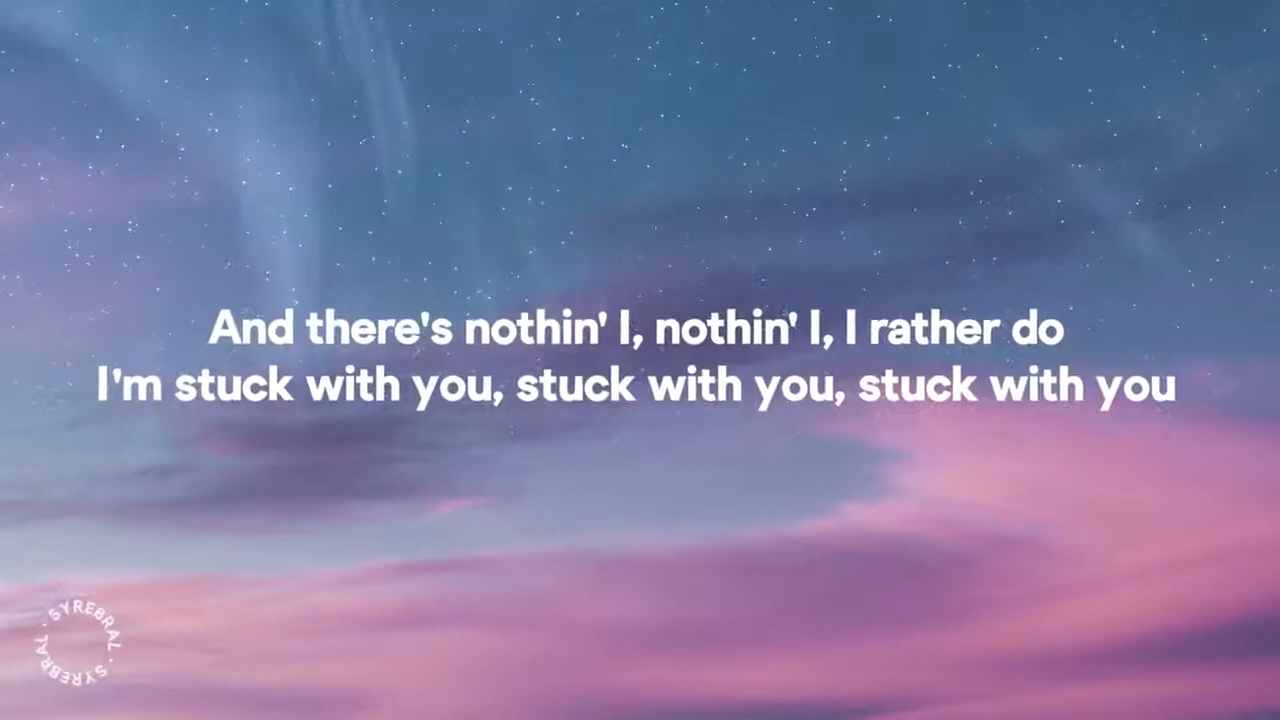 And there's nothin' I, nothin' I, I rather do
I'm stuck with you, stuck with you, stuck with you
SYREBRAL · SYREBRAL ·